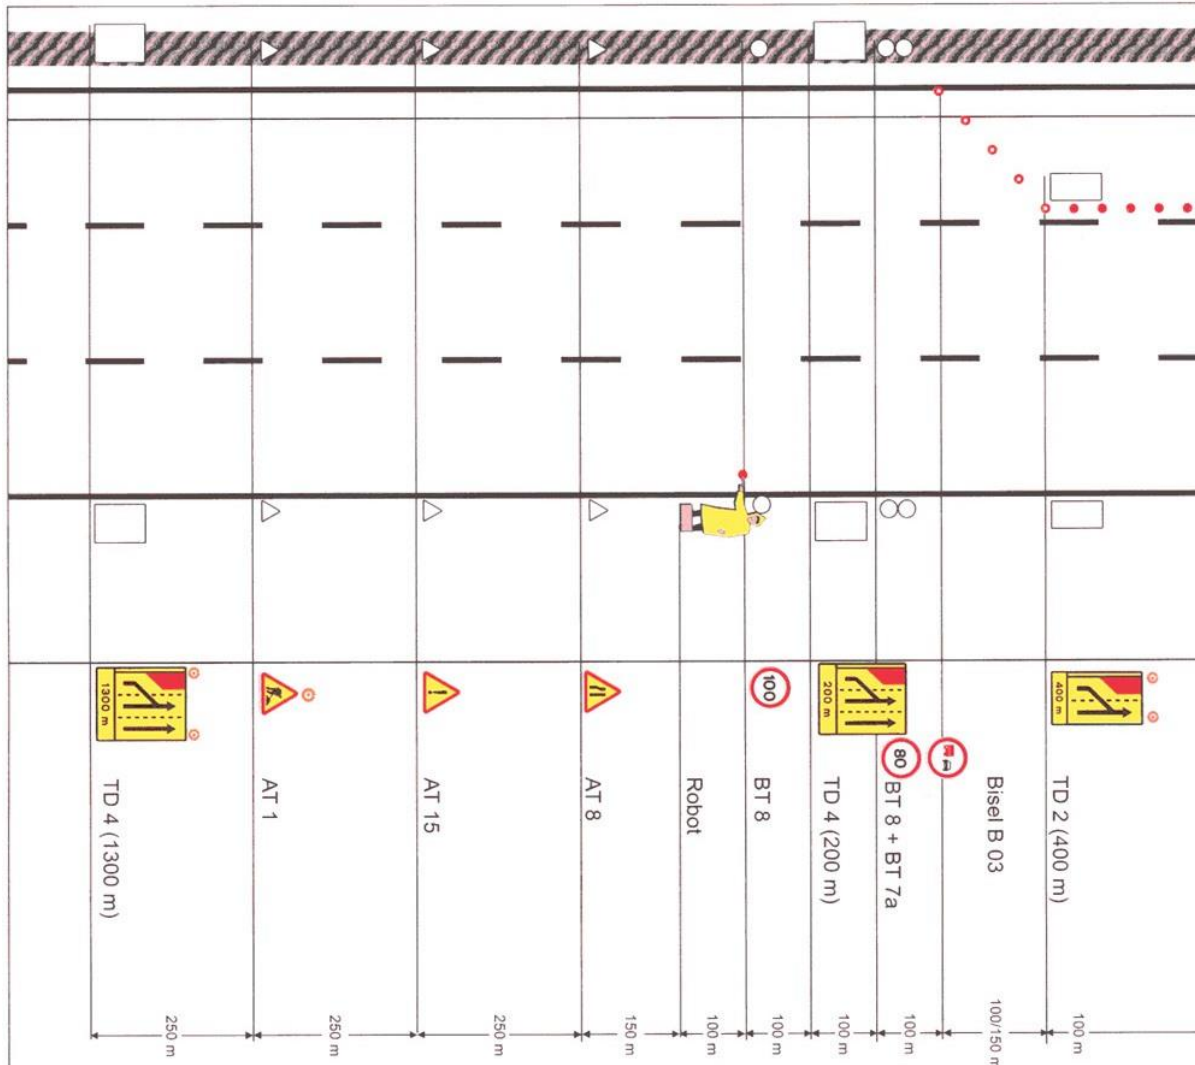 1300 m
TD 4 (1300 m)
AT 1
AT 15
AT 8
Robot
100
BT 8
200 m
TD 4 (200 m)
80
BT 8 + BT 7a
Bisel B 03
400 m
TD 2 (400 m)
250 m
250 m
250 m
150 m
100 m
100 m
100 m
100 m
100/150 m
100 m